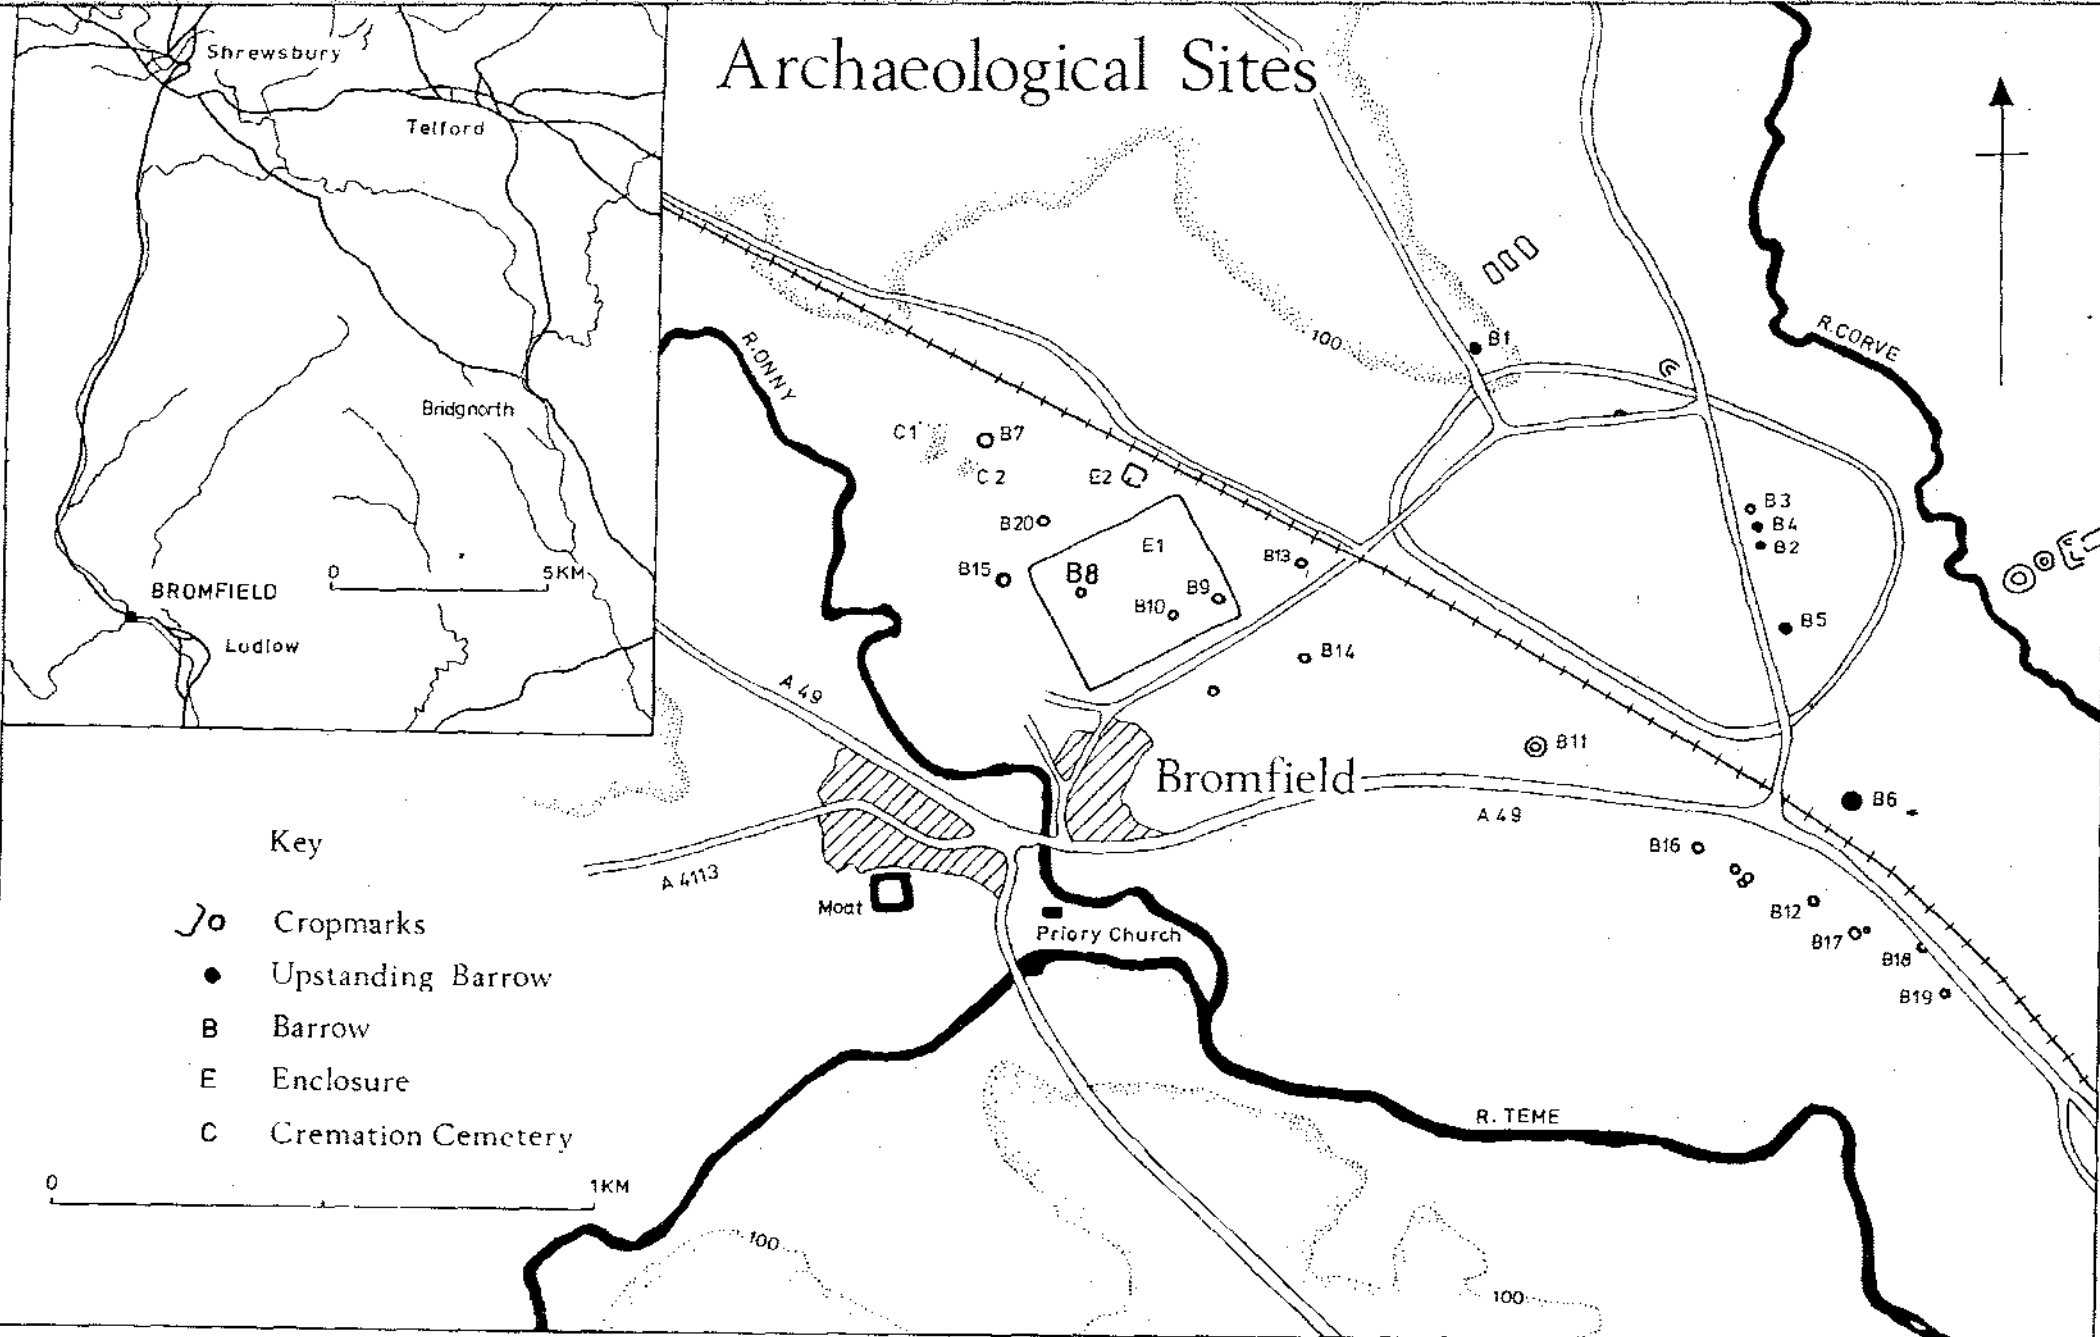 Archaeological Sites
Shrewsbury
Telford
Bridgnorth
0 5KM
BROMFIELD
Ludlow
R.ONNY
R.CORVE
100
B1
C1
B7
C2
E2
B20
E1
B3
B4
B2
B15
B8
B13
B9
B10
B5
B14
A 49
B11
Bromfield
A 49
B6
B16
A 4113
Moat
B12
Priory Church
B17
B18
B19
Key
Cropmarks
Upstanding Barrow
B Barrow
E Enclosure
C Cremation Cemetery
0 1KM
R. TEME
100
100